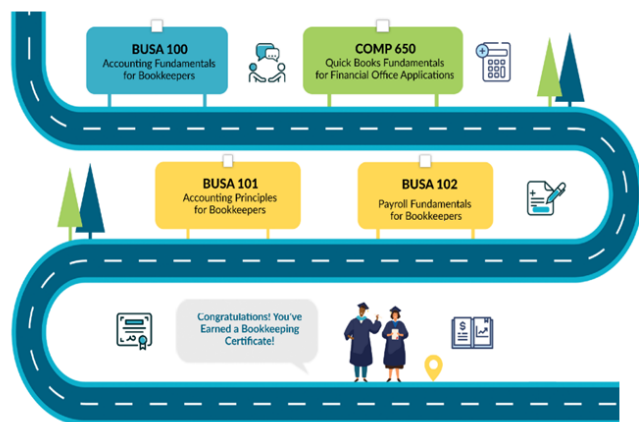 BUSA 100
Accounting Fundamentals
for Bookkeepers
COMP 650
Quick Books Fundamentals
for Financial Office Applications
BUSA 101
Accounting Principles
for Bookkeepers
BUSA 102
Payroll Fundamentals
for Bookkeepers
Congratulations! You've
Earned a Bookkeeping
Certificate!